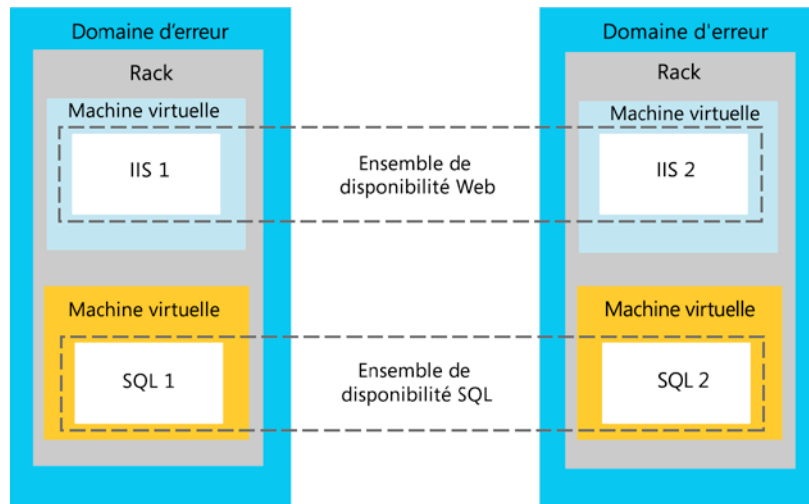 Domaine d’erreur
Rack
Machine virtuelle
IIS 1
Machine virtuelle
SQL 1
Ensemble de
disponibilité Web
Ensemble de
disponibilité SQL
Domaine d'erreur
Rack
Machine virtuelle
IIS 2
Machine virtuelle
SQL 2